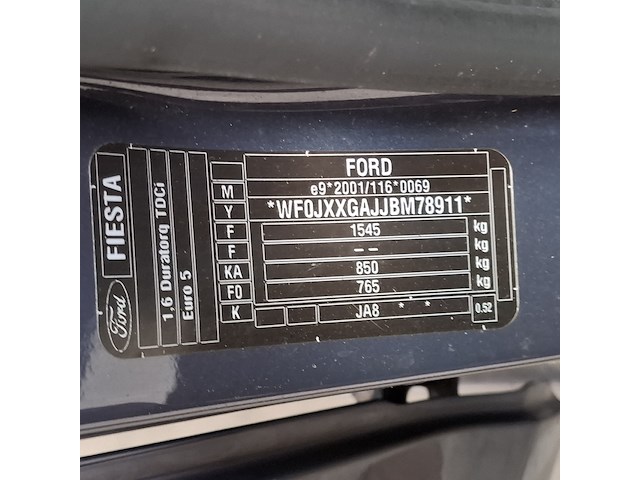 Ford
FIESTA
1,6 Duratorq TDCi
Euro 5
FORD
M e9*2001/116*0069
Y *WF0JXXGAJJBM78911*
F 1545 kg
F -- kg
KA 850 kg
F0 765 kg
K JA8 * * 0.52